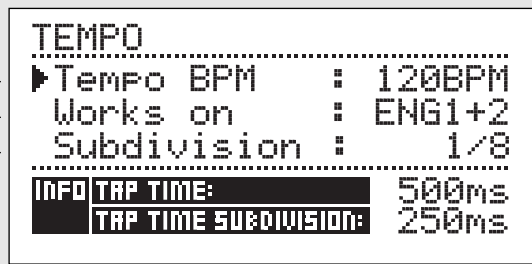 TEMPO
Tempo BPM : 120BPM
Works on : ENG1+2
Subdivision : 1/8
INFO TAP TIME: 500ms
TAP TIME SUBDIVISION: 250ms